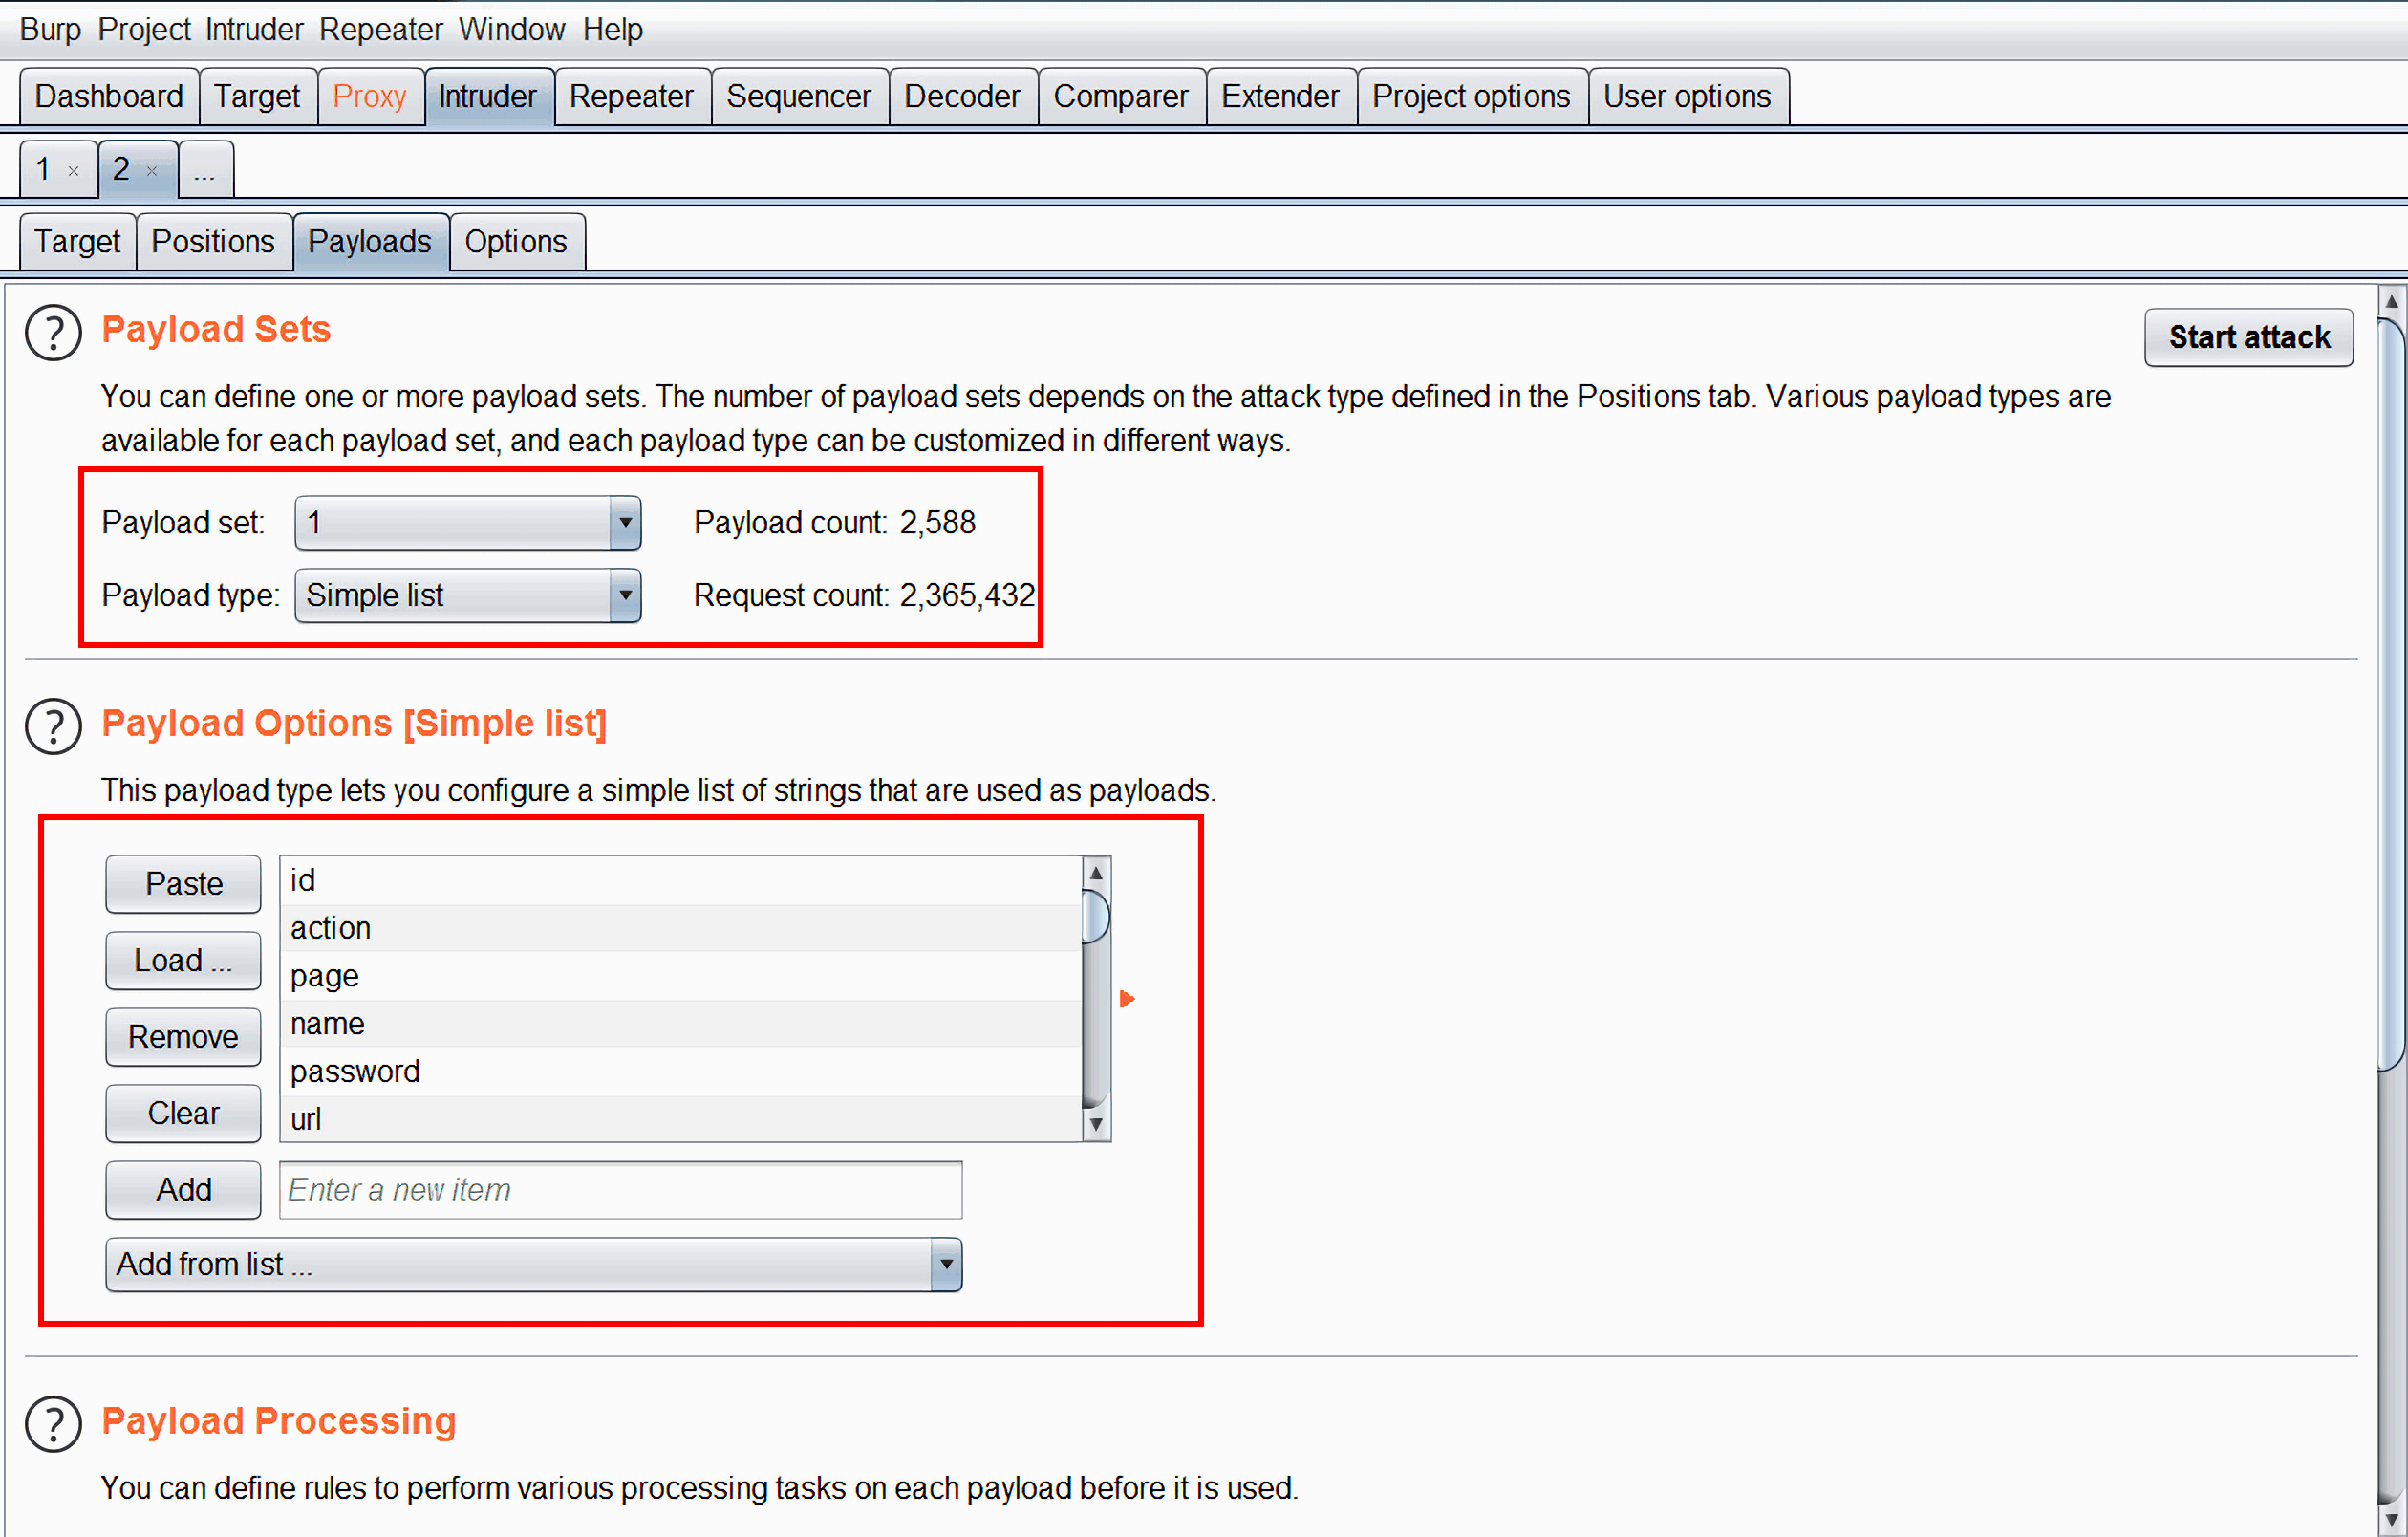 Burp Project Intruder Repeater Window Help
Dashboard Target Proxy Intruder Repeater Sequencer Decoder Comparer Extender Project options User options
1 × 2 × ...
Target Positions Payloads Options
? Payload Sets
Start attack
You can define one or more payload sets. The number of payload sets depends on the attack type defined in the Positions tab. Various payload types are
available for each payload set, and each payload type can be customized in different ways.
Payload set: 1 Payload count: 2,588
Payload type: Simple list Request count: 2,365,432
? Payload Options [Simple list]
This payload type lets you configure a simple list of strings that are used as payloads.
Paste
Load ...
Remove
Clear
id
action
page
name
password
url
Add Enter a new item
Add from list ...
? Payload Processing
You can define rules to perform various processing tasks on each payload before it is used.